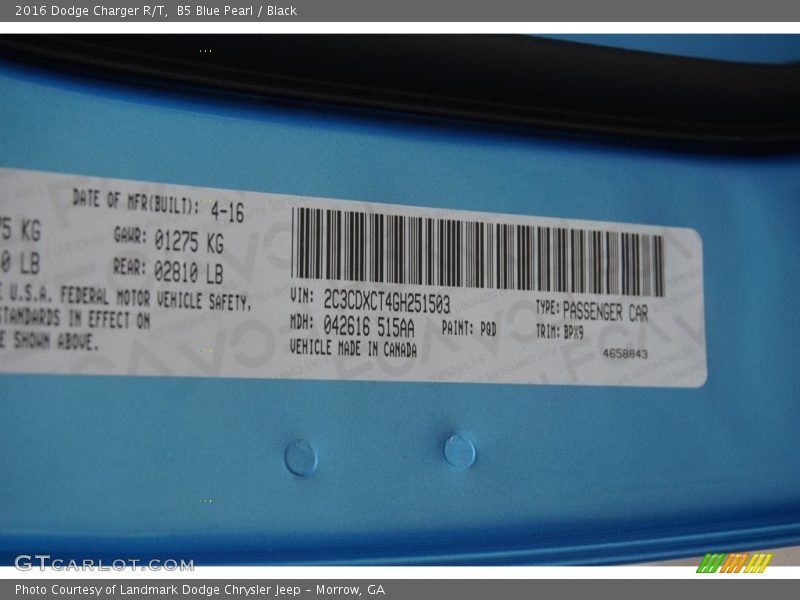 2016 Dodge Charger R/T, B5 Blue Pearl / Black
DATE OF MFR(BUILT): 4-16
75 KG GAWR: 01275 KG
0 LB REAR: 02810 LB
E U.S.A. FEDERAL MOTOR VEHICLE SAFETY.
STANDARDS IN EFFECT ON
E SHOWN ABOVE.
VIN: 2C3CDXCT4GH251503 TYPE: PASSENGER CAR
MDH: 042616 515AA PAINT: PQD TRIM: BPX9
VEHICLE MADE IN CANADA 4658843
GTCARLOT.COM
Photo Courtesy of Landmark Dodge Chrysler Jeep – Morrow, GA